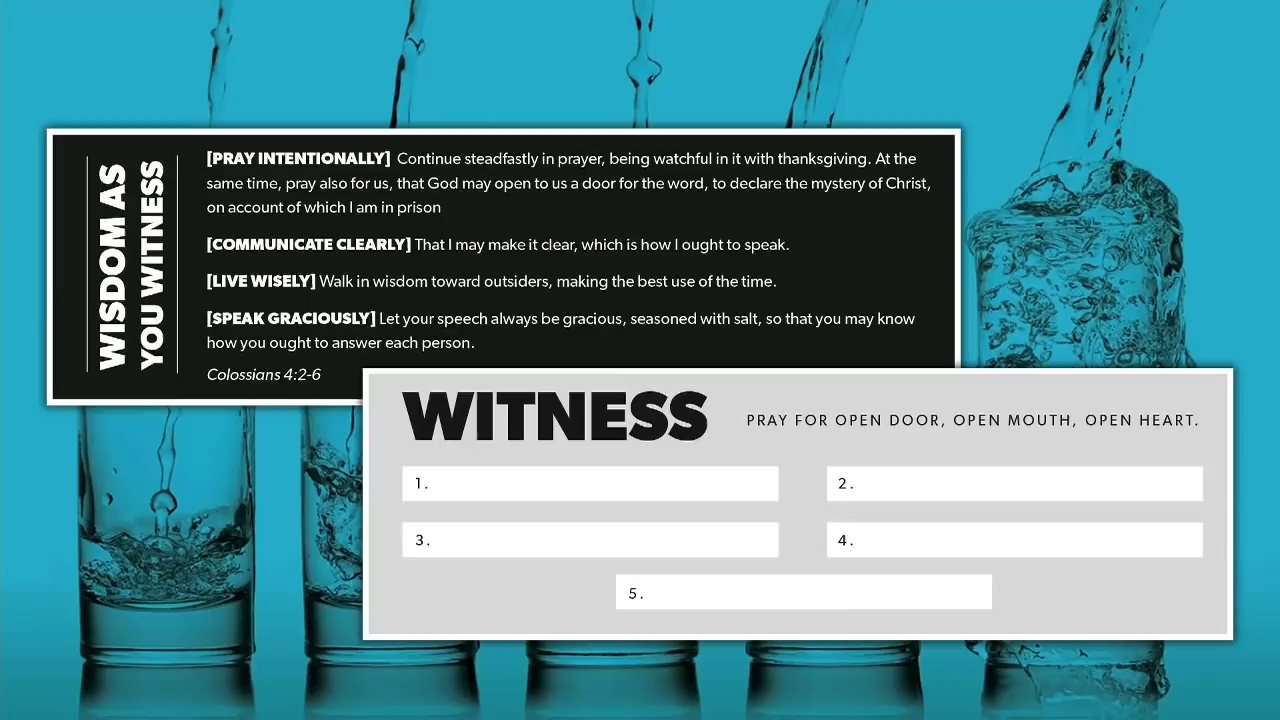 WISDOM AS
YOU WITNESS
[PRAY INTENTIONALLY] Continue steadfastly in prayer, being watchful in it with thanksgiving. At the
same time, pray also for us, that God may open to us a door for the word, to declare the mystery of Christ,
on account of which I am in prison
[COMMUNICATE CLEARLY] That I may make it clear, which is how I ought to speak.
[LIVE WISELY] Walk in wisdom toward outsiders, making the best use of the time.
[SPEAK GRACIOUSLY] Let your speech always be gracious, seasoned with salt, so that you may know
how you ought to answer each person.
Colossians 4:2-6
WITNESS
PRAY FOR OPEN DOOR, OPEN MOUTH, OPEN HEART.
1.
2.
3.
4.
5.